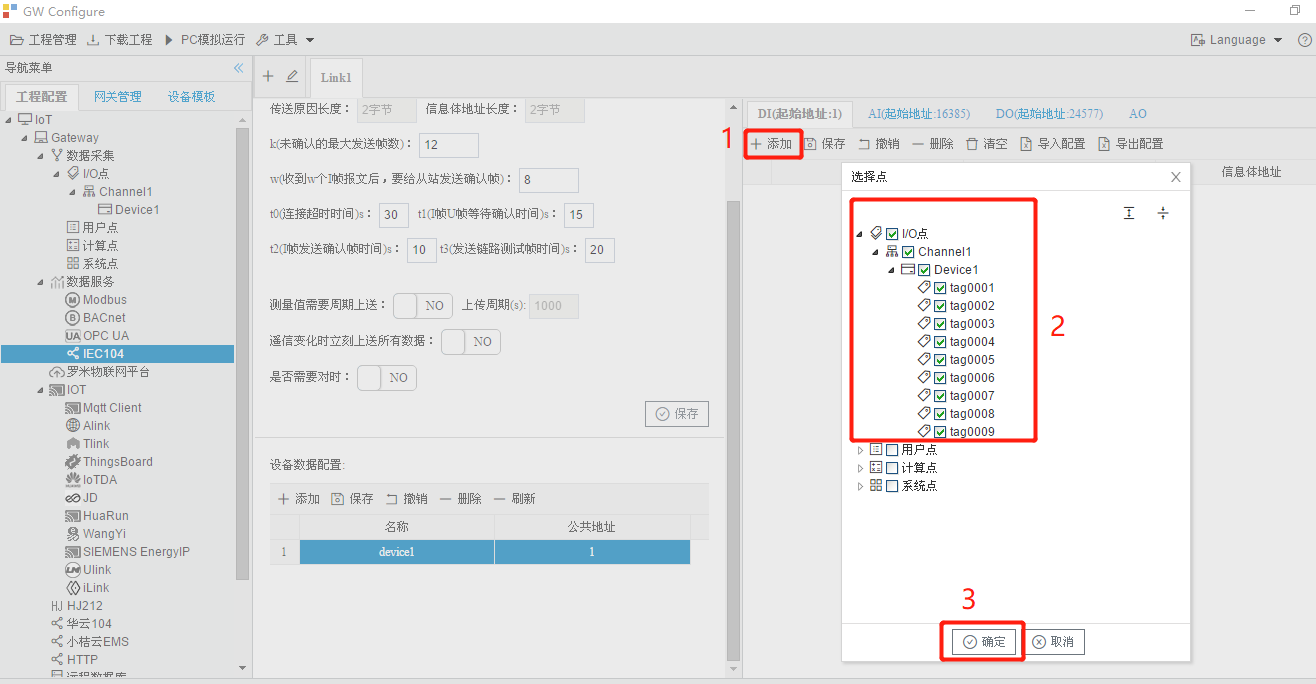 GW Configure
工程管理 下载工程 PC模拟运行 工具 Language
导航菜单
工程配置 网关管理 设备模板
IoT
Gateway
数据采集
I/O点
Channel1
Device1
用户点
计算点
系统点
数据服务
Modbus
BACnet
OPC UA
IEC104
罗米物联网平台
IOT
Mqtt Client
Alink
Tlink
ThingsBoard
IoTDA
JD
HuaRun
WangYi
SIEMENS EnergyIP
Ulink
iLink
HJ212
华云104
小桔云EMS
HTTP
远程数据库
Link1
传送原因长度： 2字节 信息体地址长度： 2字节
k(未确认的最大发送帧数)： 12
w(收到w个I帧报文后，要给从站发送确认帧)： 8
t0(连接超时时间)s： 30 t1(I帧U帧等待确认时间)s： 15
t2(I帧发送确认帧时间)s： 10 t3(发送链路测试帧时间)s： 20
测量值需要周期上送： NO 上传周期(s): 1000
遥信变化时立刻上送所有数据： NO
是否需要对时： NO
保存
设备数据配置:
添加 保存 撤销 删除 刷新
名称 公共地址
1 device1 1
DI(起始地址:1) AI(起始地址:16385) DO(起始地址:24577) AO
1
添加 保存 撤销 删除 清空 导入配置 导出配置
信息体地址
选择点 X
I/O点
Channel1
Device1
tag0001
tag0002
tag0003
tag0004
tag0005
tag0006
tag0007
tag0008
tag0009
2
用户点
计算点
系统点
3
确定 取消